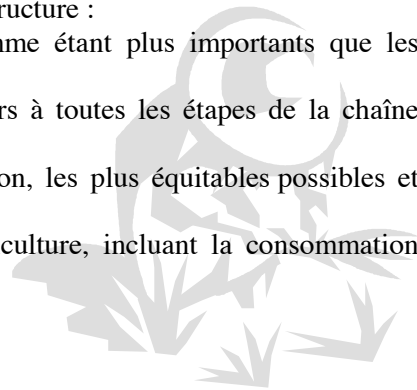 ructure :
me étant plus importants que les
rs à toutes les étapes de la chaîne
on, les plus équitables possibles et
culture, incluant la consommation